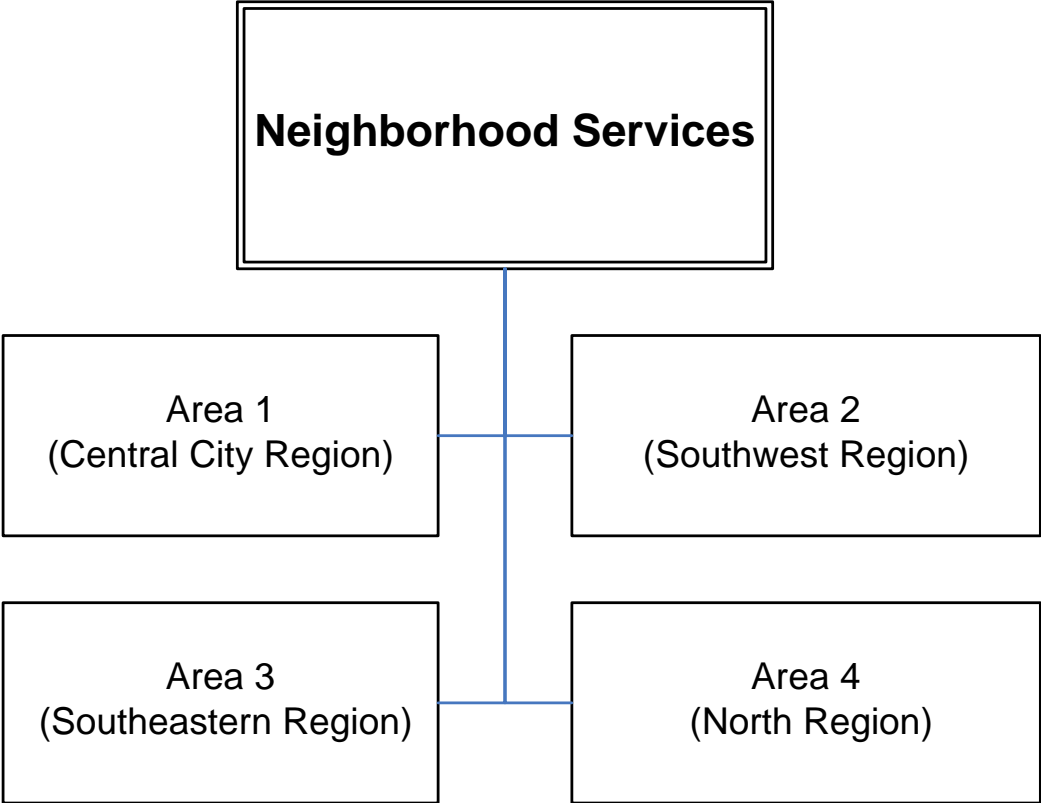 Neighborhood Services
Area 1
(Central City Region)
Area 2
(Southwest Region)
Area 3
(Southeastern Region)
Area 4
(North Region)